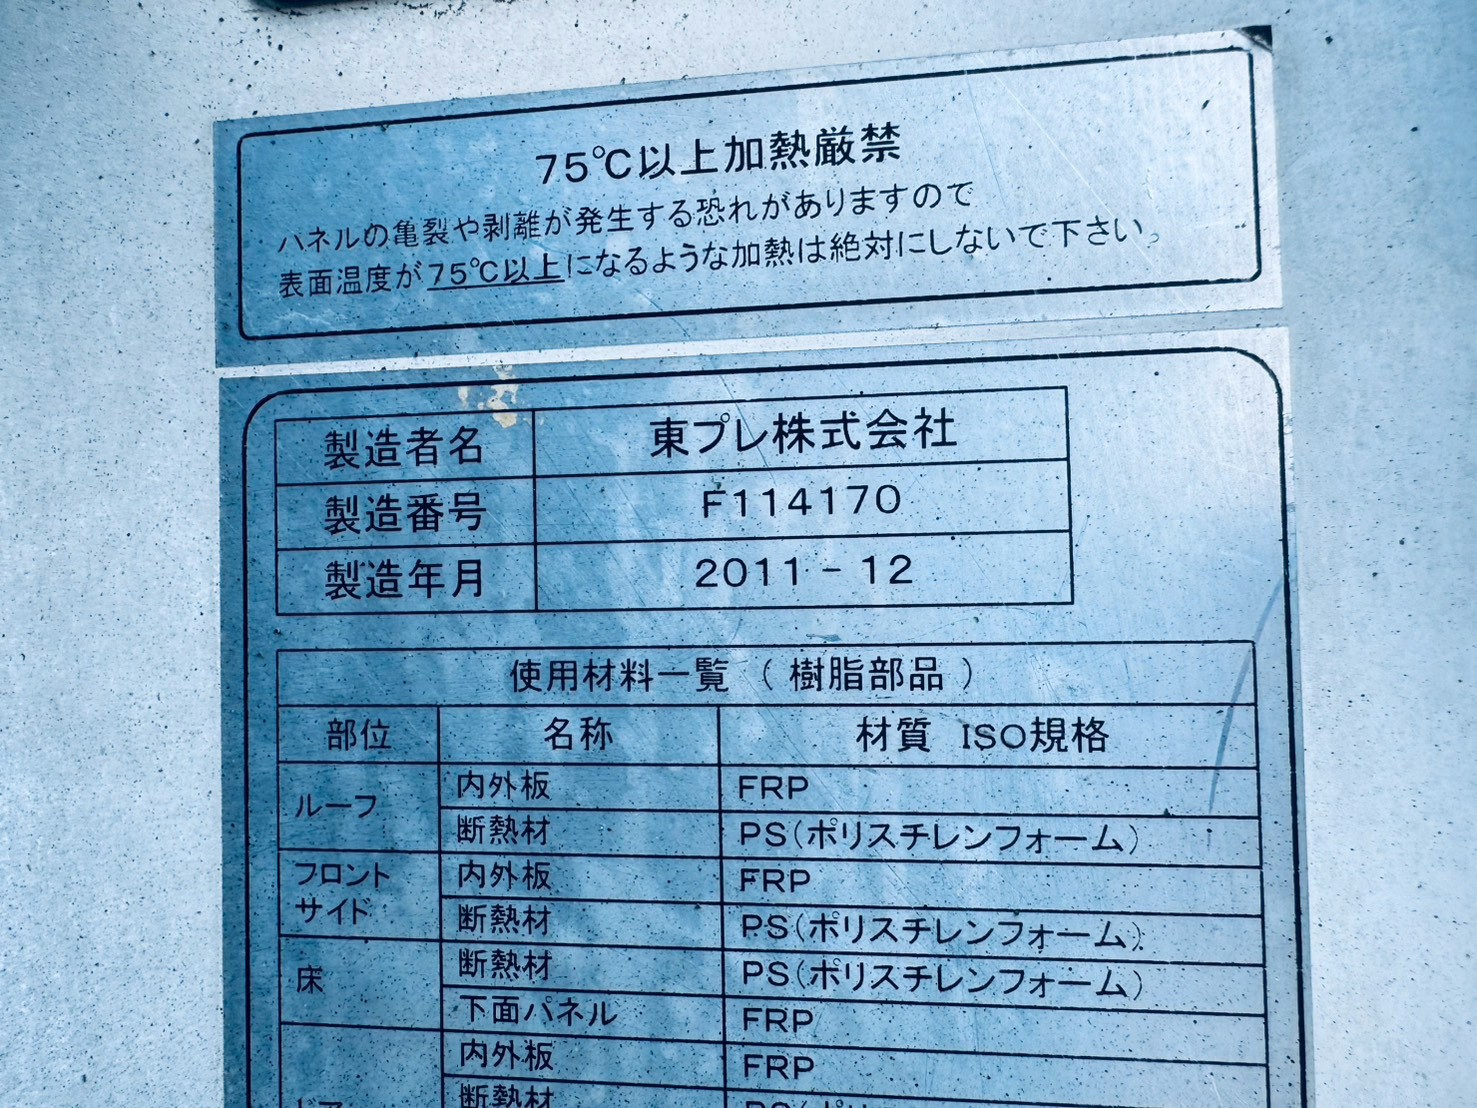 75℃以上加熱厳禁
パネルの亀裂や剥離が発生する恐れがありますので
表面温度が75℃以上になるような加熱は絶対にしないで下さい。
製造者名 東プレ株式会社
製造番号 F114170
製造年月 2011-12
使用材料一覧（樹脂部品）
部位 名称 材質 ISO規格
ルーフ 内外板 FRP
断熱材 PS(ポリスチレンフォーム)
フロントサイド 内外板 FRP
断熱材 PS(ポリスチレンフォーム)
床 断熱材 PS(ポリスチレンフォーム)
下面パネル FRP
内外板 FRP
断熱材